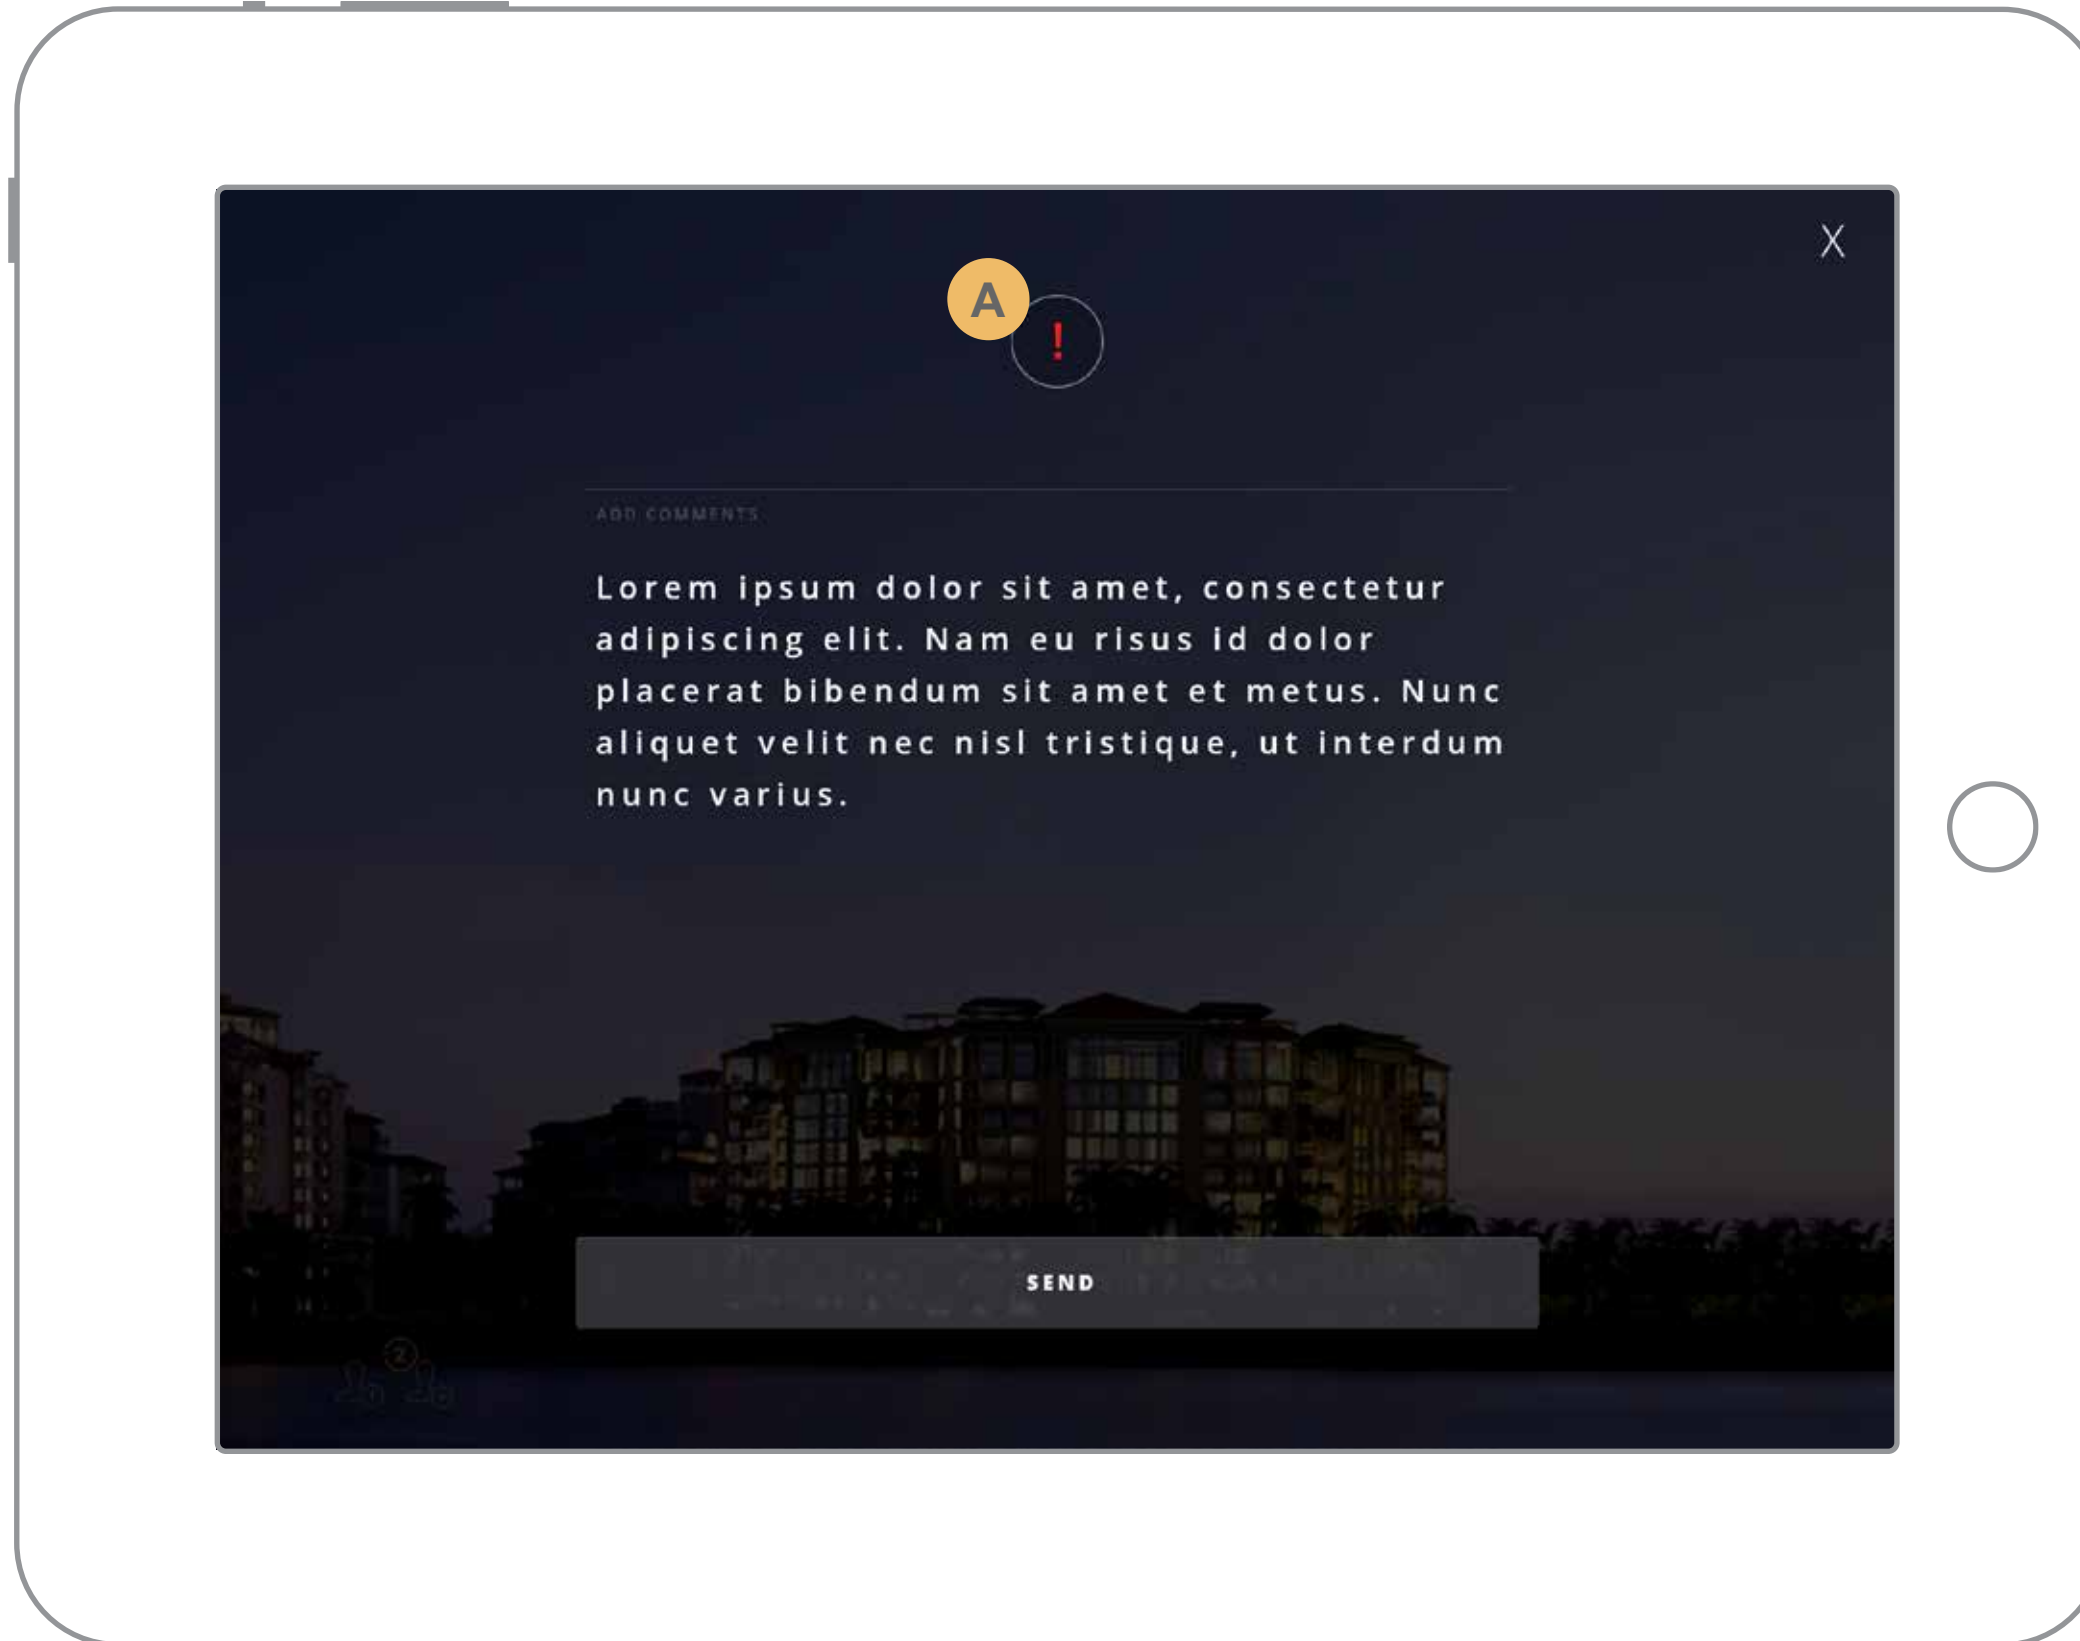 X
A
!
ADD COMMENTS
Lorem ipsum dolor sit amet, consectetur
adipiscing elit. Nam eu risus id dolor
placerat bibendum sit amet et metus. Nunc
aliquet velit nec nisl tristique, ut interdum
nunc varius.
SEND
2